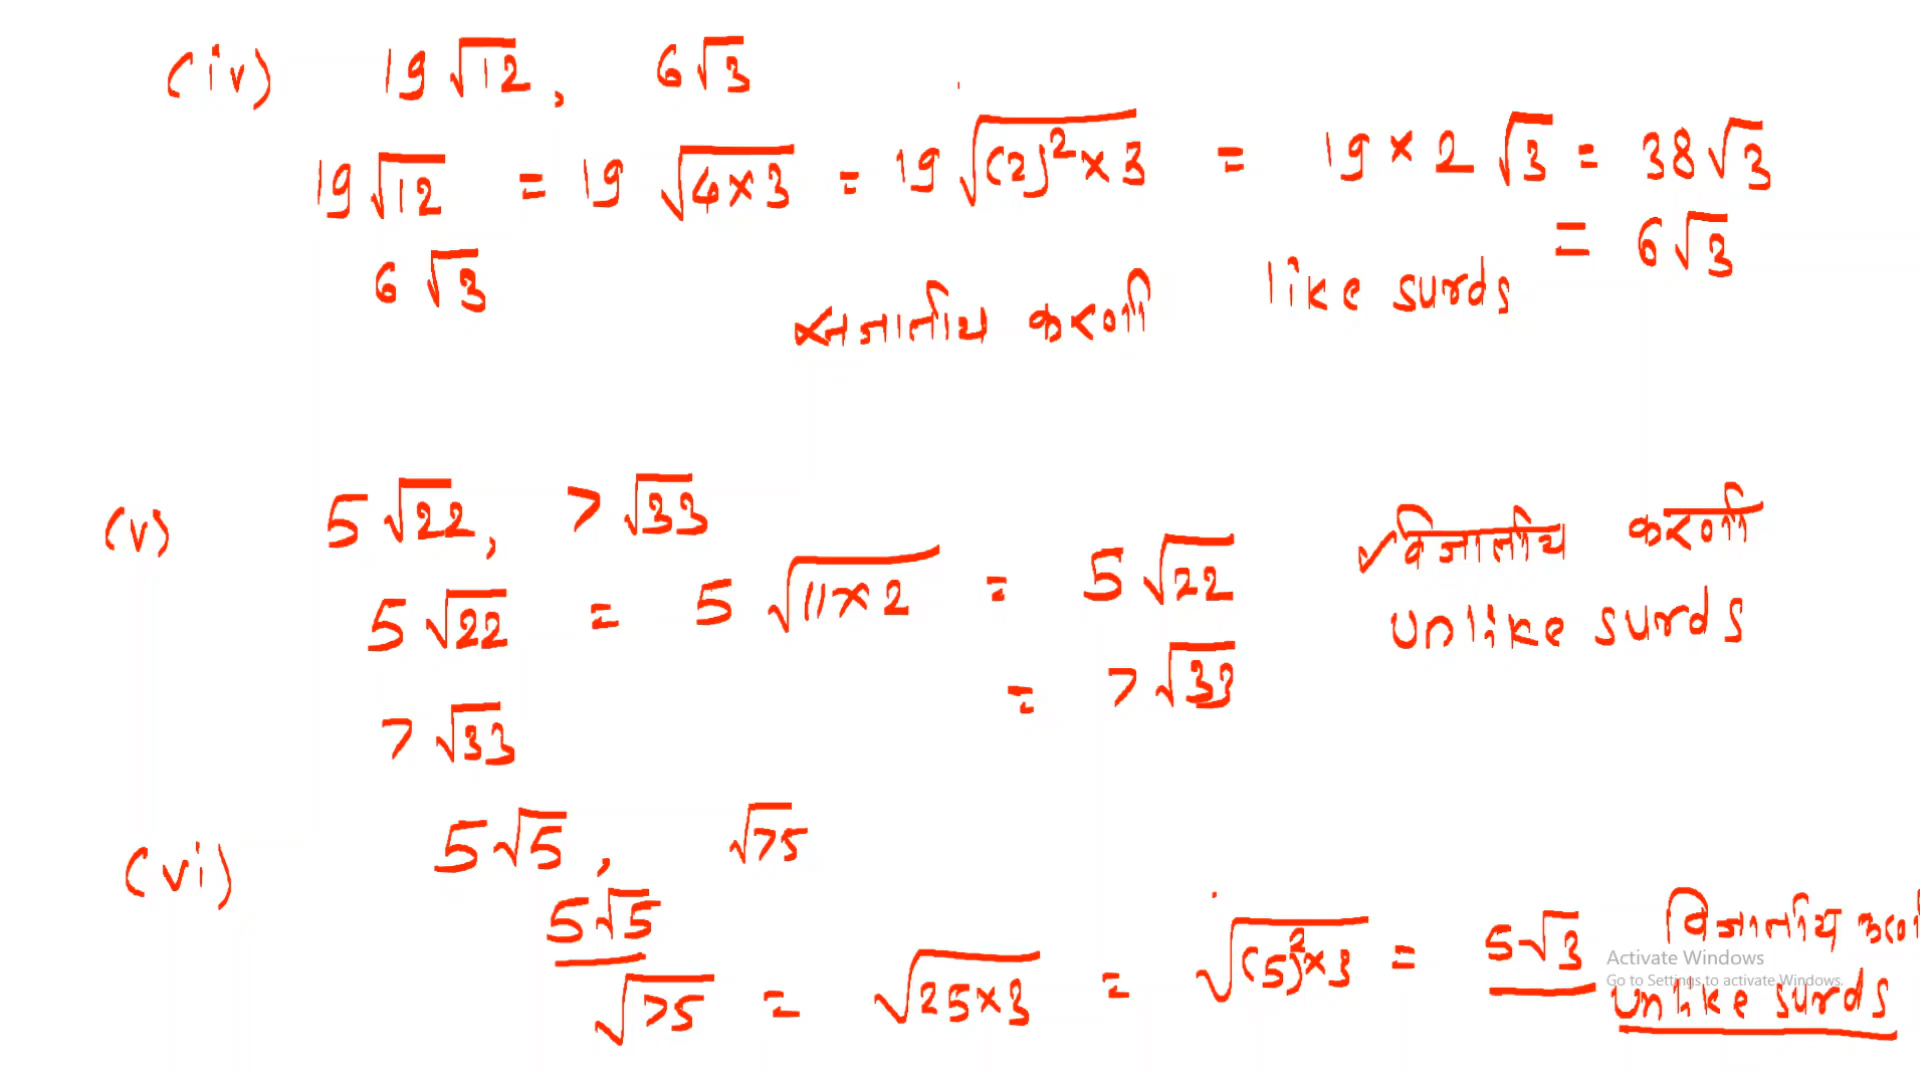 (iv) 19√12, 6√3
19√12 = 19√4×3 = 19√(2)²×3 = 19×2√3 = 38√3
6√3 = 6√3
सजातीय करणी like surds
(v) 5√22, 7√33
5√22 = 5√11×2 = 5√22 विजातीय करणी
7√33 = 7√33 unlike surds
(vi) 5√5, √75
5√5
√75 = √25×3 = √(5)²×3 = 5√3 विजातीय करणी
unlike surds
Activate Windows
Go to Settings to activate Windows.